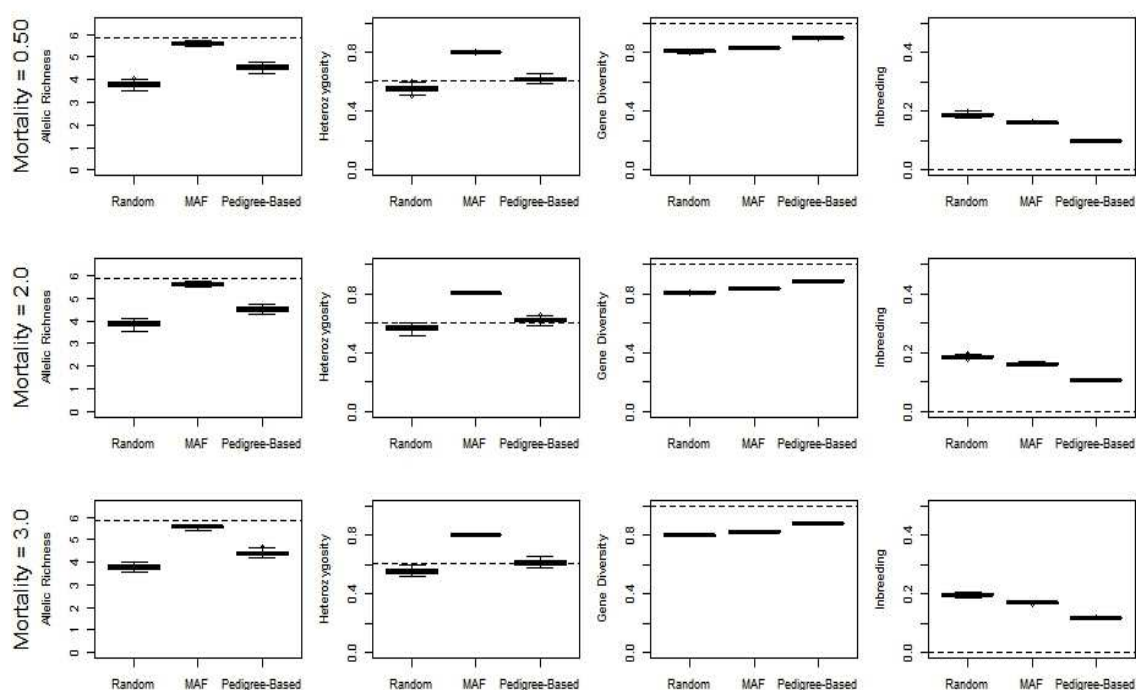 Mortality = 0.50
Allelic Richness
0 1 2 3 4 5 6
Random MAF Pedigree-Based
Heterozygosity
0.0 0.4 0.8
Random MAF Pedigree-Based
Gene Diversity
0.0 0.4 0.8
Random MAF Pedigree-Based
Inbreeding
0.0 0.2 0.4
Random MAF Pedigree-Based
Mortality = 2.0
Allelic Richness
0 1 2 3 4 5 6
Random MAF Pedigree-Based
Heterozygosity
0.0 0.4 0.8
Random MAF Pedigree-Based
Gene Diversity
0.0 0.4 0.8
Random MAF Pedigree-Based
Inbreeding
0.0 0.2 0.4
Random MAF Pedigree-Based
Mortality = 3.0
Allelic Richness
0 1 2 3 4 5 6
Random MAF Pedigree-Based
Heterozygosity
0.0 0.4 0.8
Random MAF Pedigree-Based
Gene Diversity
0.0 0.4 0.8
Random MAF Pedigree-Based
Inbreeding
0.0 0.2 0.4
Random MAF Pedigree-Based